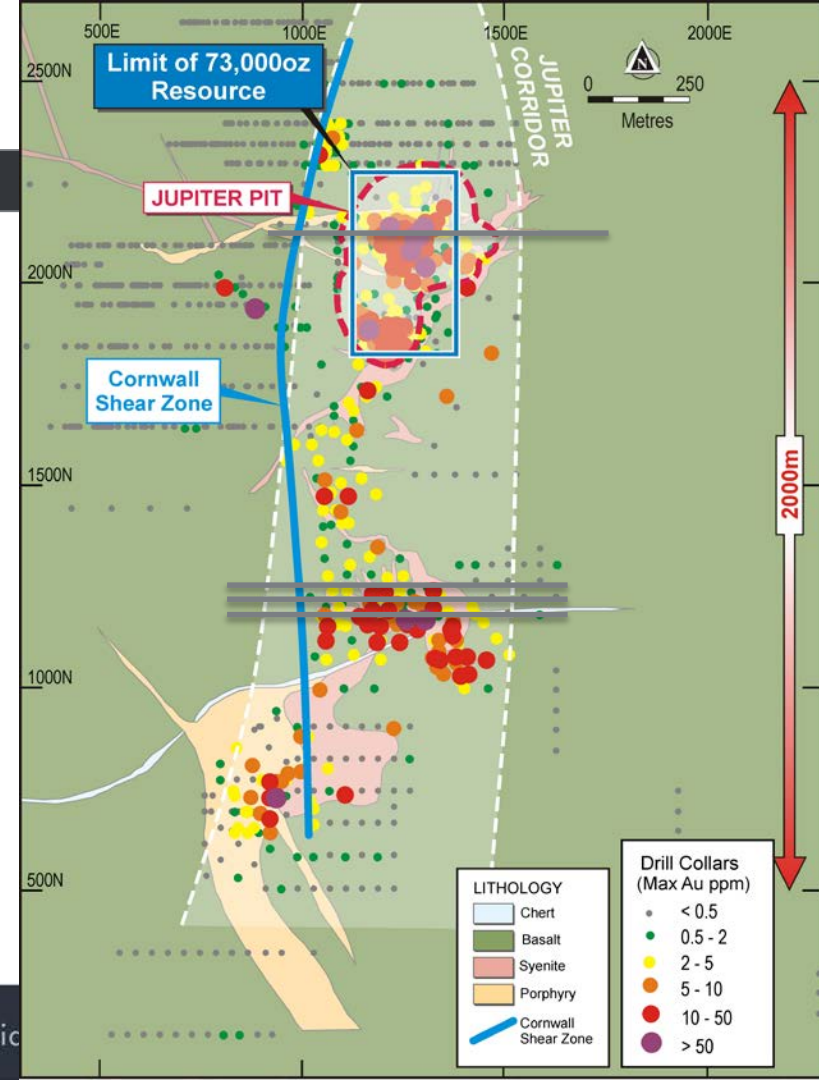 500E
1000E
1500E
2000E
2500N
2000N
1500N
1000N
500N
Limit of 73,000oz
Resource
JUPITER PIT
Cornwall
Shear Zone
JUPITER
CORRIDOR
N
0 250
Metres
2000m
LITHOLOGY
Chert
Basalt
Syenite
Porphyry
Cornwall
Shear Zone
Drill Collars
(Max Au ppm)
< 0.5
0.5 - 2
2 - 5
5 - 10
10 - 50
> 50